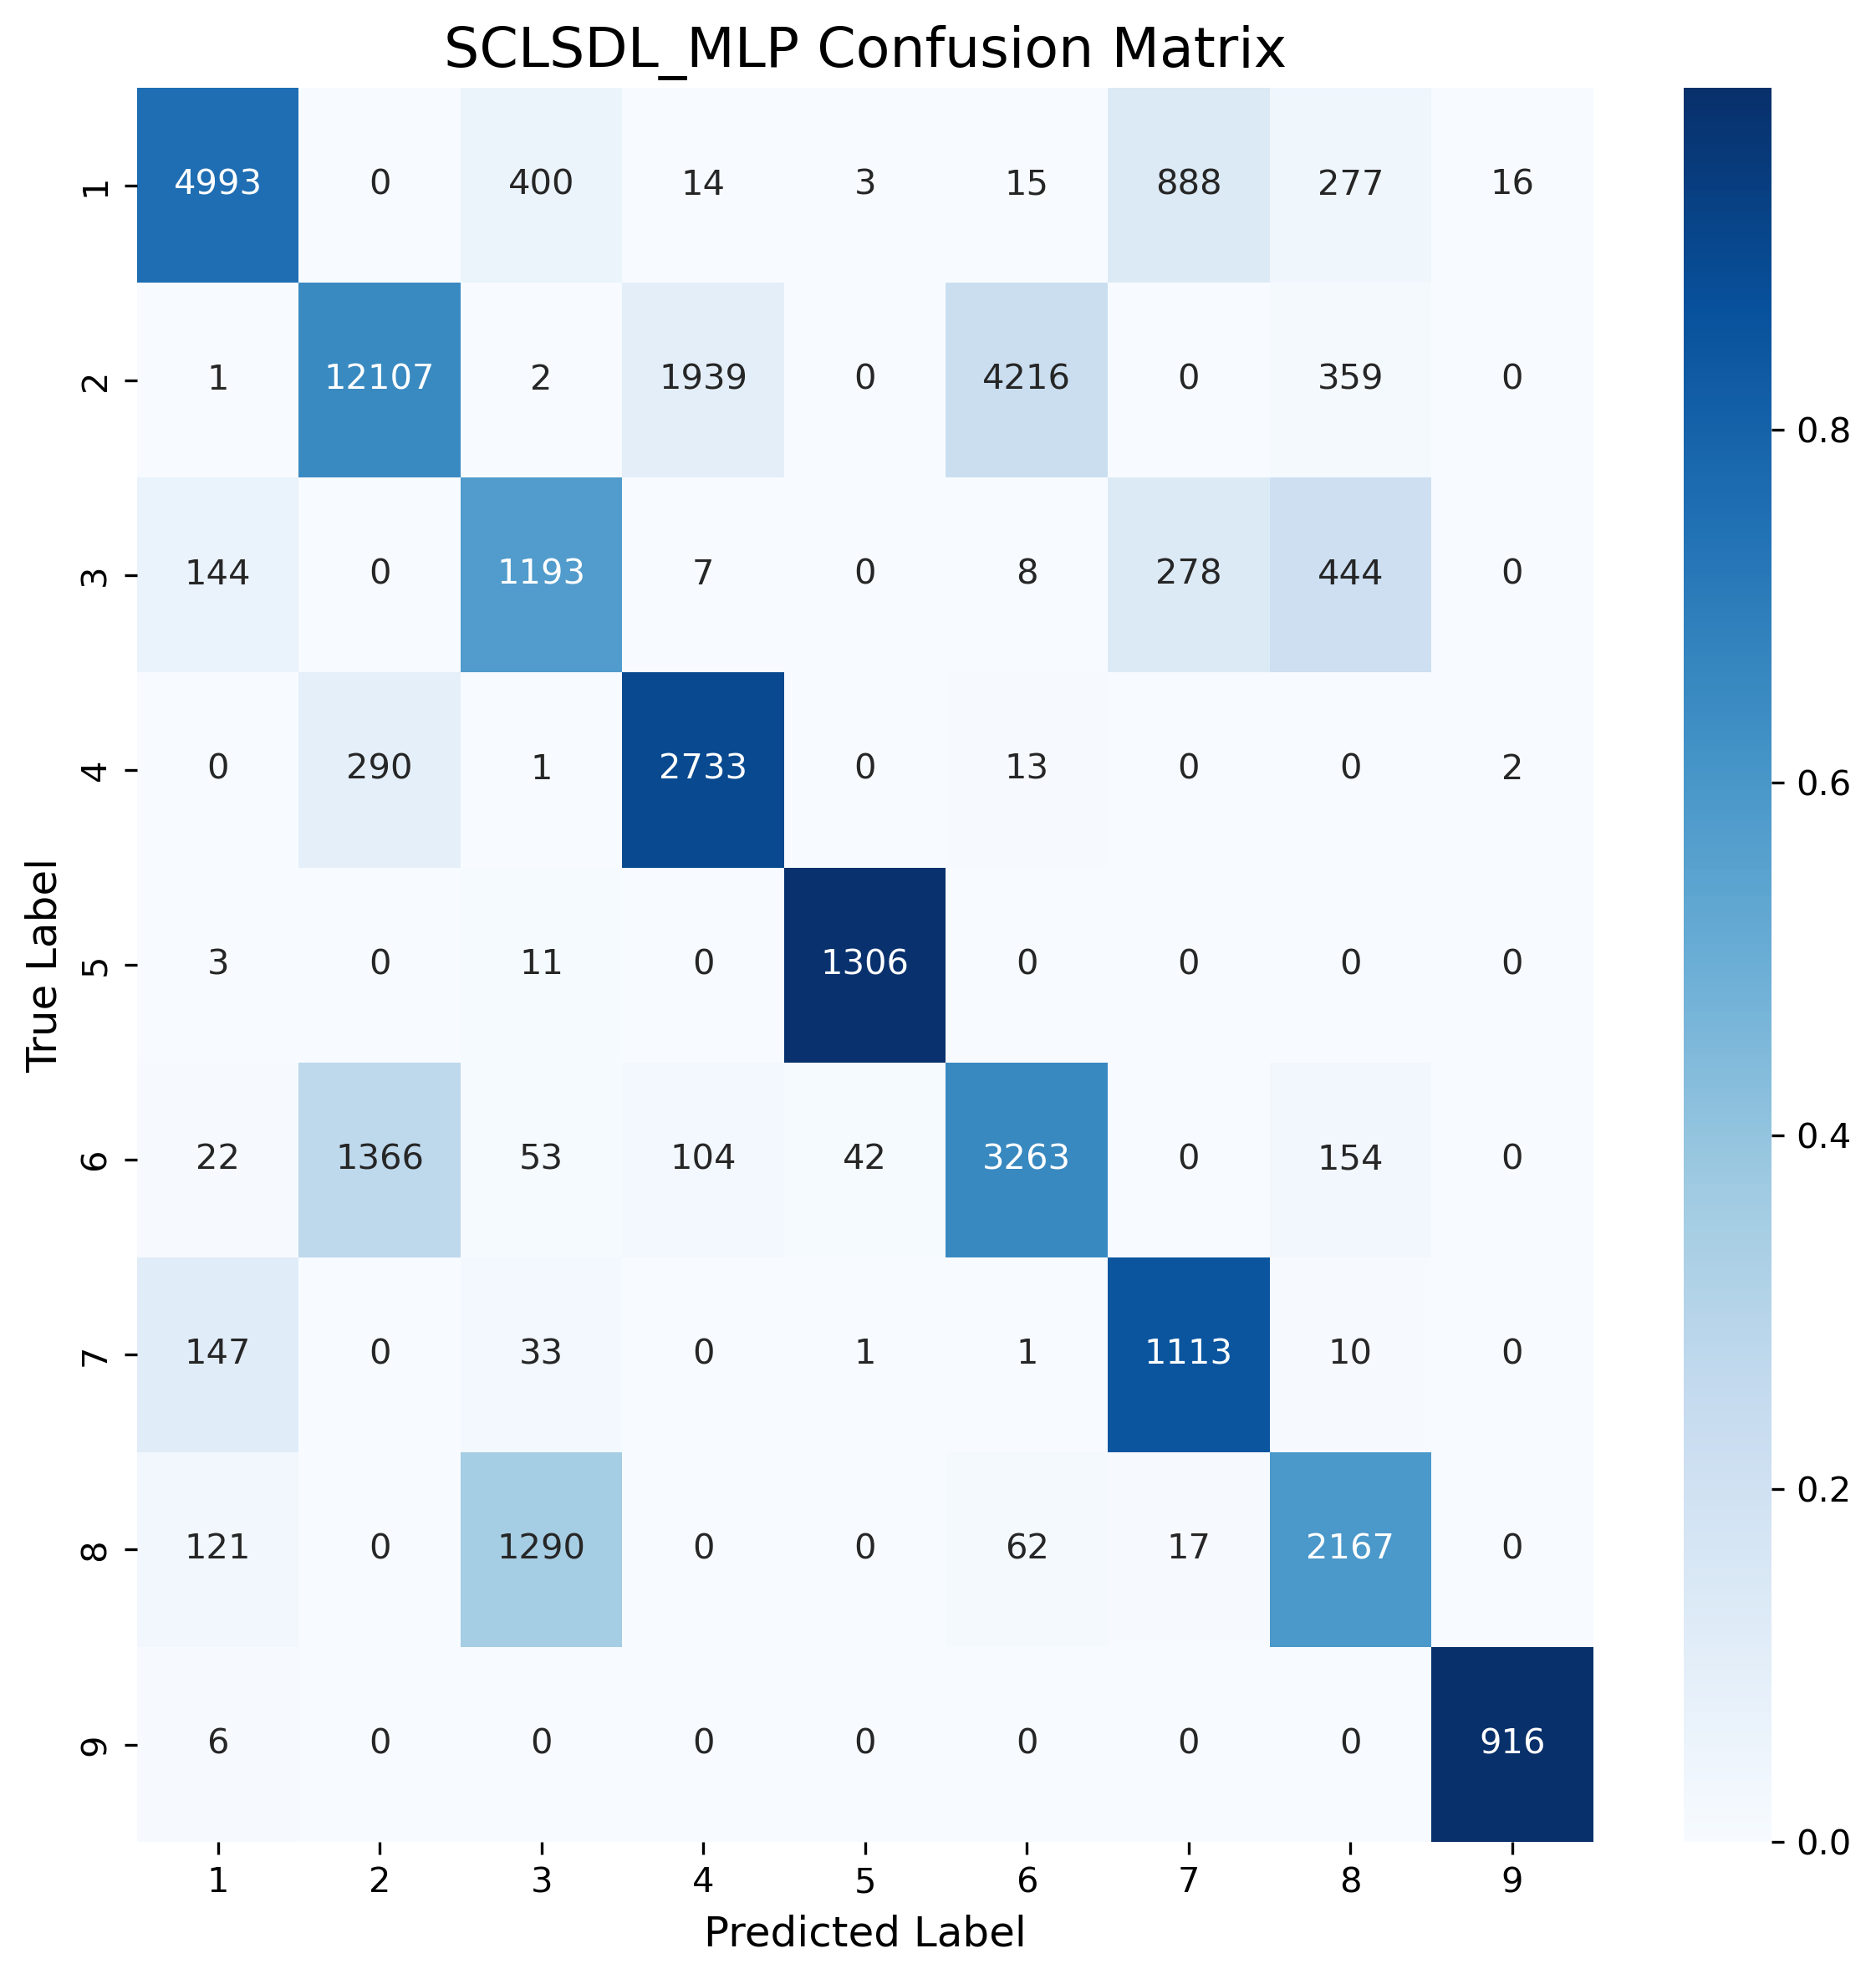 SCLSDL_MLP Confusion Matrix
1 4993 0 400 14 3 15 888 277 16
2 1 12107 2 1939 0 4216 0 359 0
3 144 0 1193 7 0 8 278 444 0
4 0 290 1 2733 0 13 0 0 2
5 3 0 11 0 1306 0 0 0 0
6 22 1366 53 104 42 3263 0 154 0
7 147 0 33 0 1 1 1113 10 0
8 121 0 1290 0 0 62 17 2167 0
9 6 0 0 0 0 0 0 0 916
1 2 3 4 5 6 7 8 9
Predicted Label
True Label
0.8
0.6
0.4
0.2
0.0